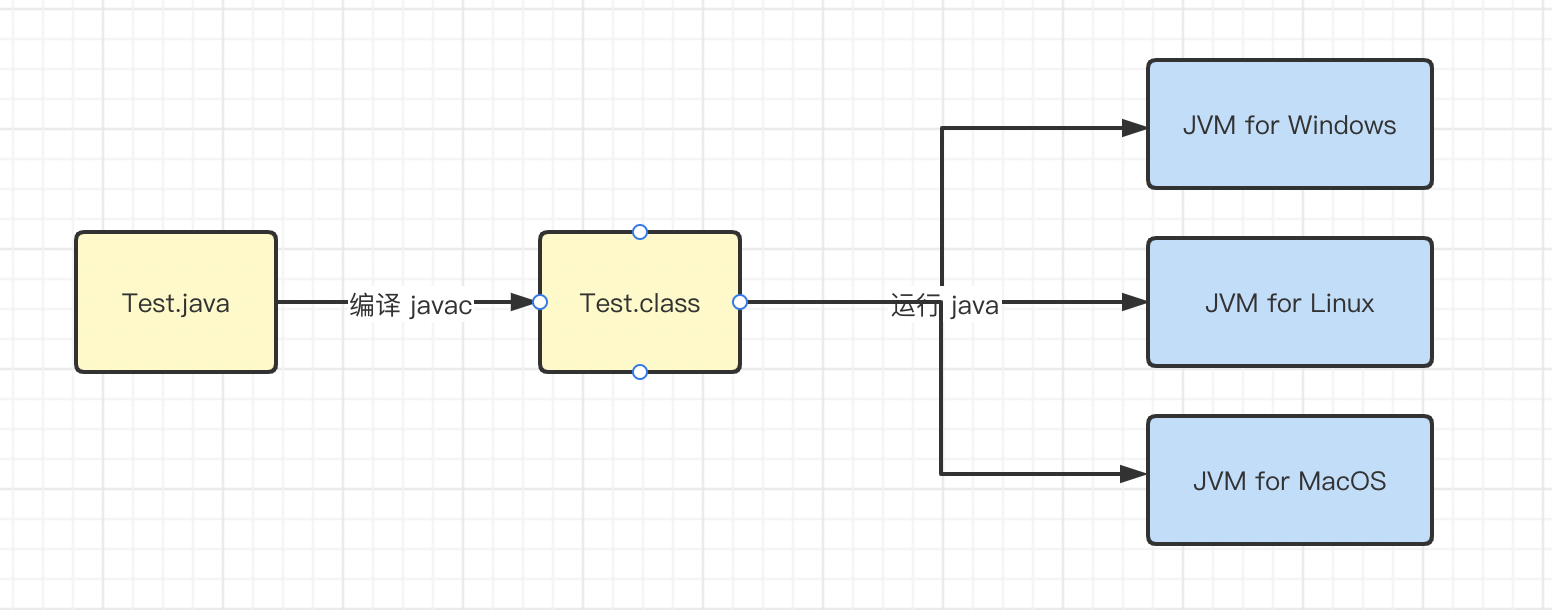 Test.java
编译 javac
Test.class
运行 java
JVM for Windows
JVM for Linux
JVM for MacOS